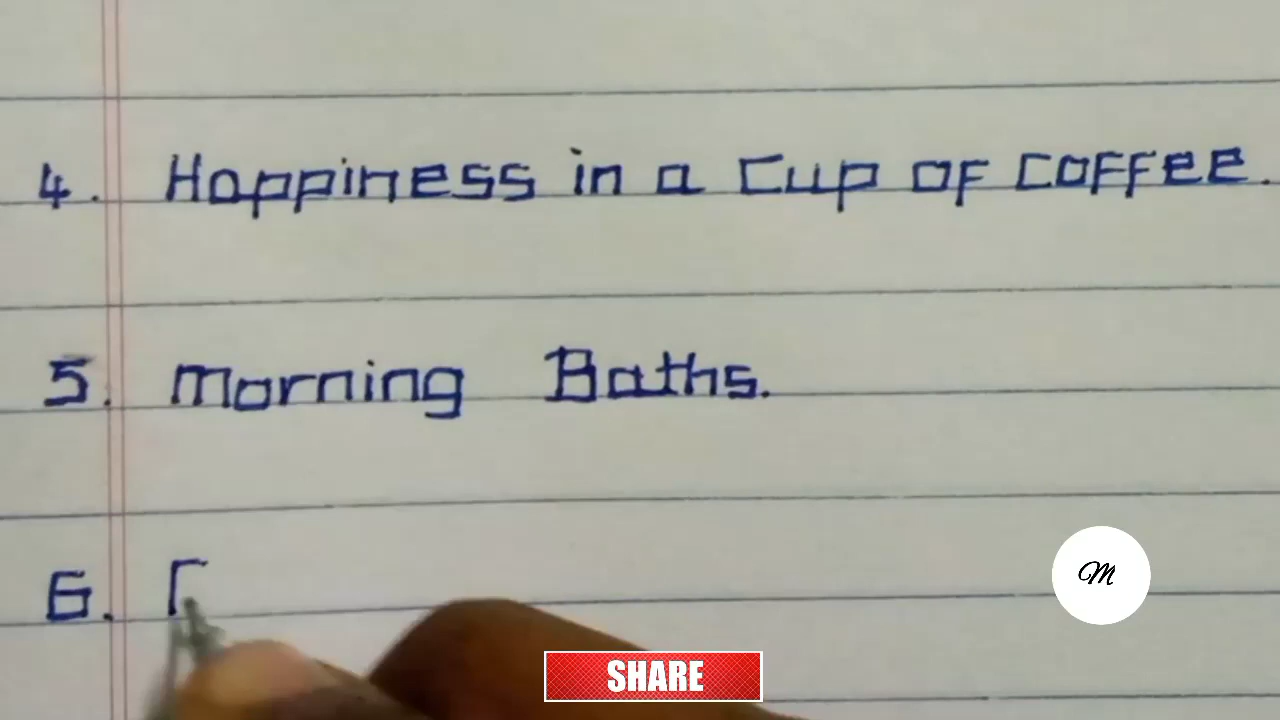 4. Happiness in a Cup OF COFFEE.
5. Morning Baths.
6.
M
SHARE